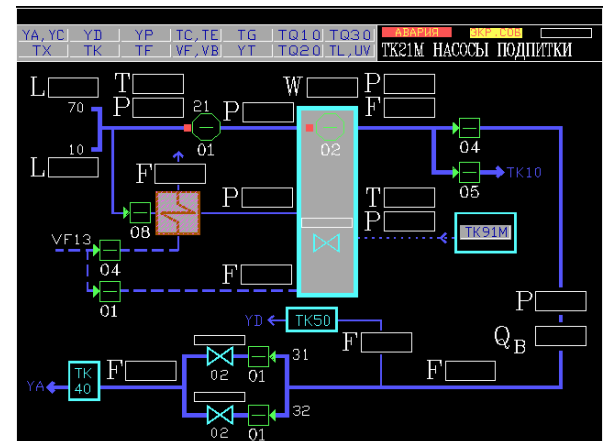 YA,YC YD YP TC,TE TG TQ10 TQ30 АВАРИЯ ЭКР.СОБ
TX TK TF VF,VB YT TQ20 TL,UV TK21M НАСОСЫ ПОДПИТКИ
L T W P
70 P 21 P F
10 01 02 04
L F TK10
05
P T
08 P TK91M
VF13
04
F
01
P
YD TK50
F Q В
31
F 02 01 F
TK
40
YA
32
02 01